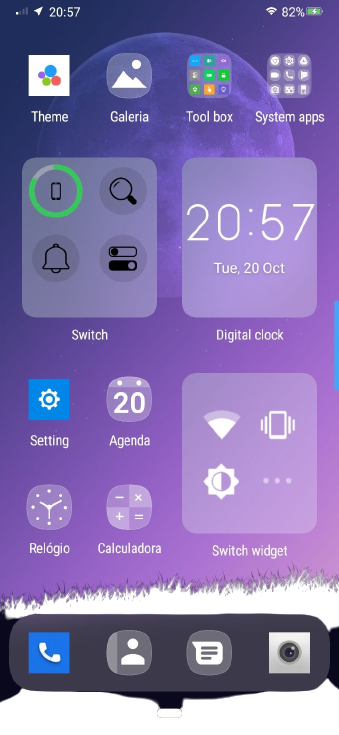 20:57
82%
Theme
Galeria
Tool box
System apps
20:57
Tue, 20 Oct
Switch
Digital clock
Setting
20
Agenda
Relógio
Calculadora
Switch widget